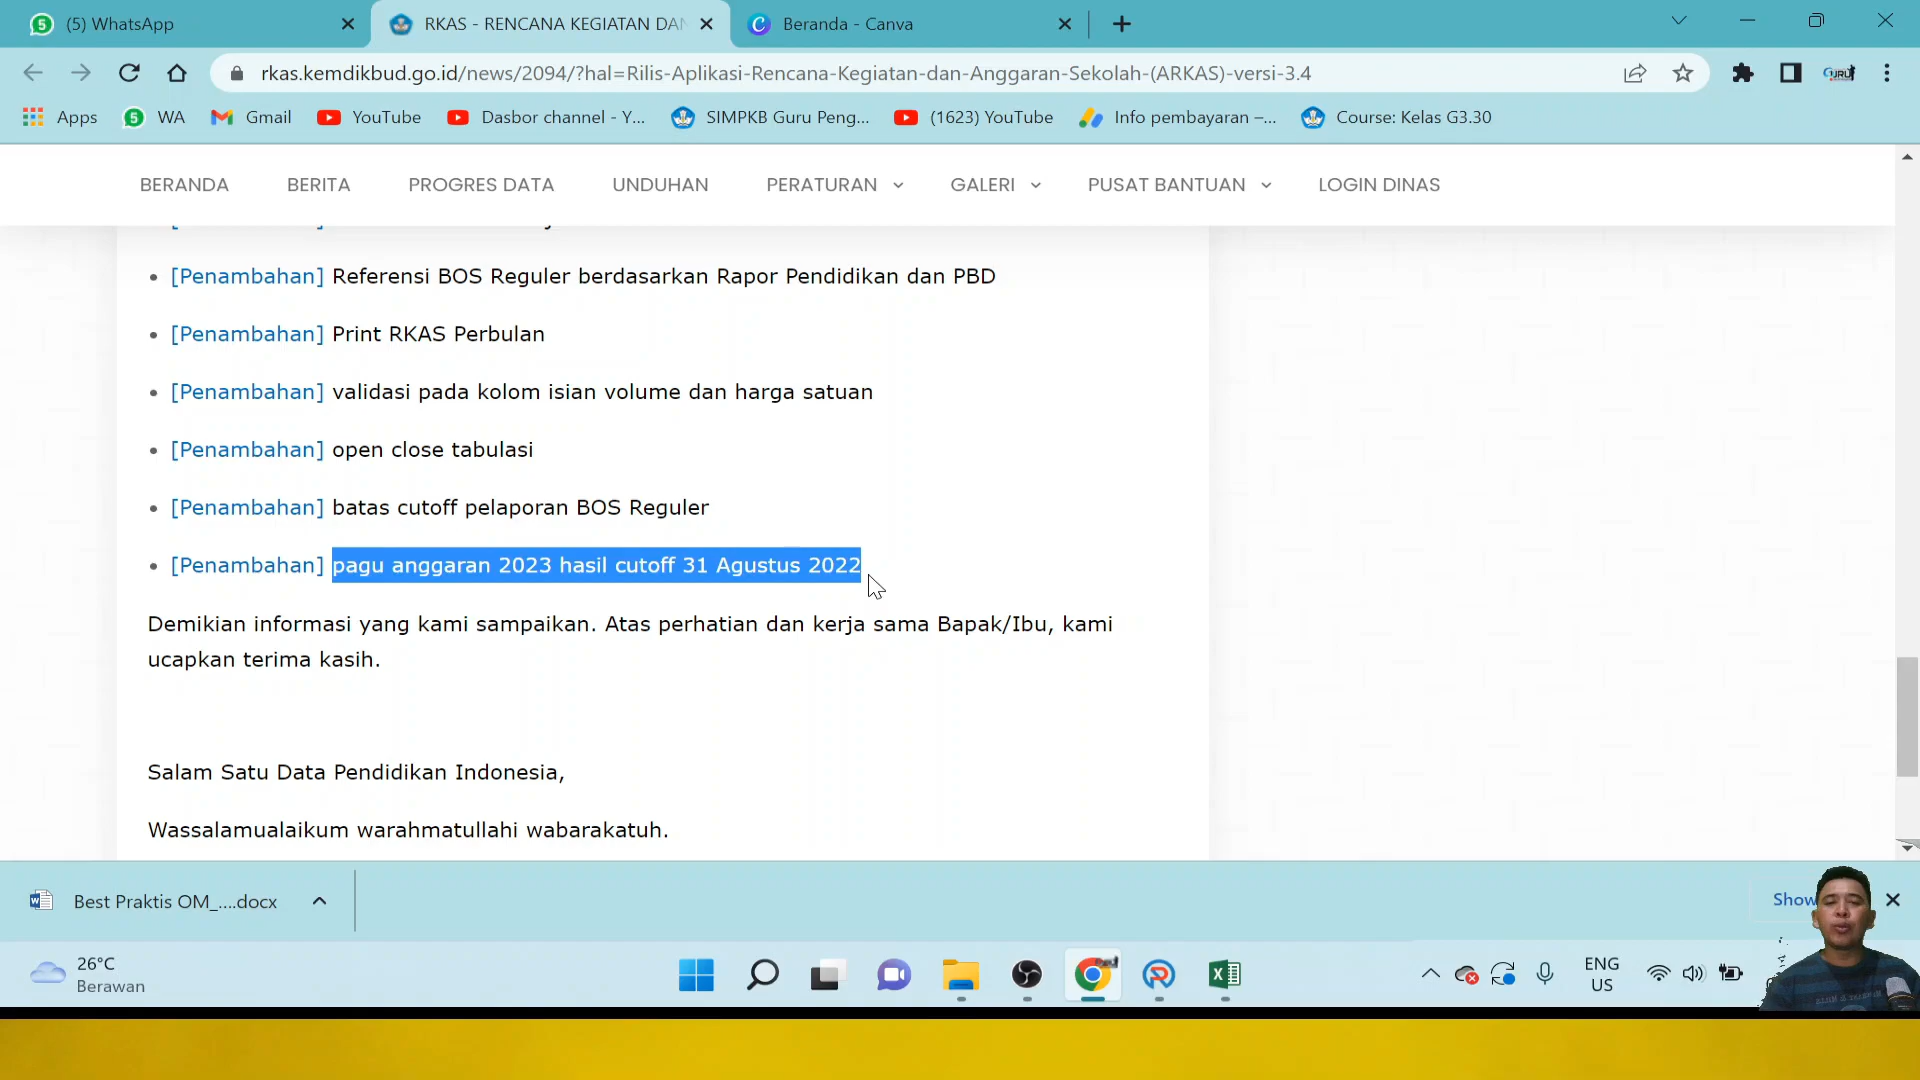 (5) WhatsApp
RKAS - RENCANA KEGIATAN DAN
Beranda - Canva
rkas.kemdikbud.go.id/news/2094/?hal=Rilis-Aplikasi-Rencana-Kegiatan-dan-Anggaran-Sekolah-(ARKAS)-versi-3.4
Apps
WA
Gmail
YouTube
Dasbor channel - Y...
SIMPKB Guru Peng...
(1623) YouTube
Info pembayaran –...
Course: Kelas G3.30
BERANDA
BERITA
PROGRES DATA
UNDUHAN
PERATURAN
GALERI
PUSAT BANTUAN
LOGIN DINAS
[Penambahan] Referensi BOS Reguler berdasarkan Rapor Pendidikan dan PBD
[Penambahan] Print RKAS Perbulan
[Penambahan] validasi pada kolom isian volume dan harga satuan
[Penambahan] open close tabulasi
[Penambahan] batas cutoff pelaporan BOS Reguler
[Penambahan] pagu anggaran 2023 hasil cutoff 31 Agustus 2022
Demikian informasi yang kami sampaikan. Atas perhatian dan kerja sama Bapak/Ibu, kami
ucapkan terima kasih.
Salam Satu Data Pendidikan Indonesia,
Wassalamualaikum warahmatullahi wabarakatuh.
Best Praktis OM_....docx
Show
26°C
Berawan
ENG
US